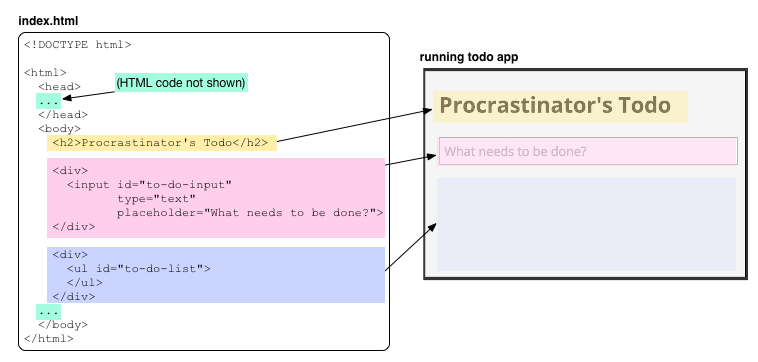 index.html
<!DOCTYPE html>
<html>
<head>
(HTML code not shown)
...
</head>
<body>
<h2>Procrastinator's Todo</h2>
<div>
<input id="to-do-input"
type="text"
placeholder="What needs to be done?">
</div>
<div>
<ul id="to-do-list">
</ul>
</div>
...
</body>
</html>
running todo app
Procrastinator's Todo
What needs to be done?